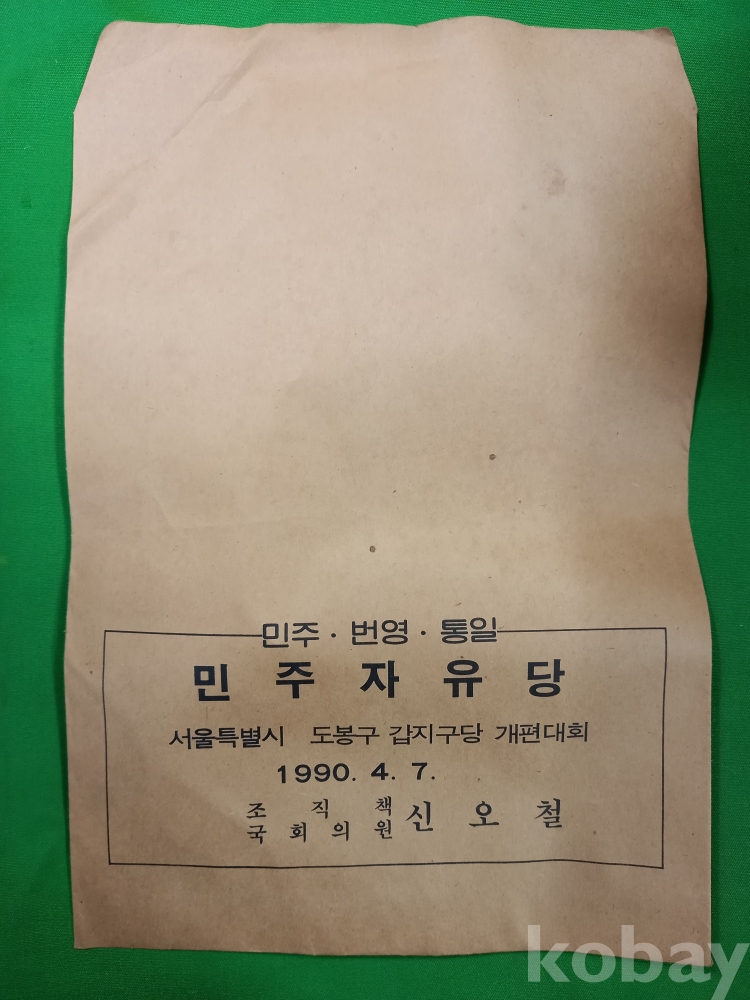 민주·번영·통일
민주자유당
서울특별시 도봉구 갑지구당 개편대회
1990. 4. 7.
조직책
국회의원 신오철
kobay